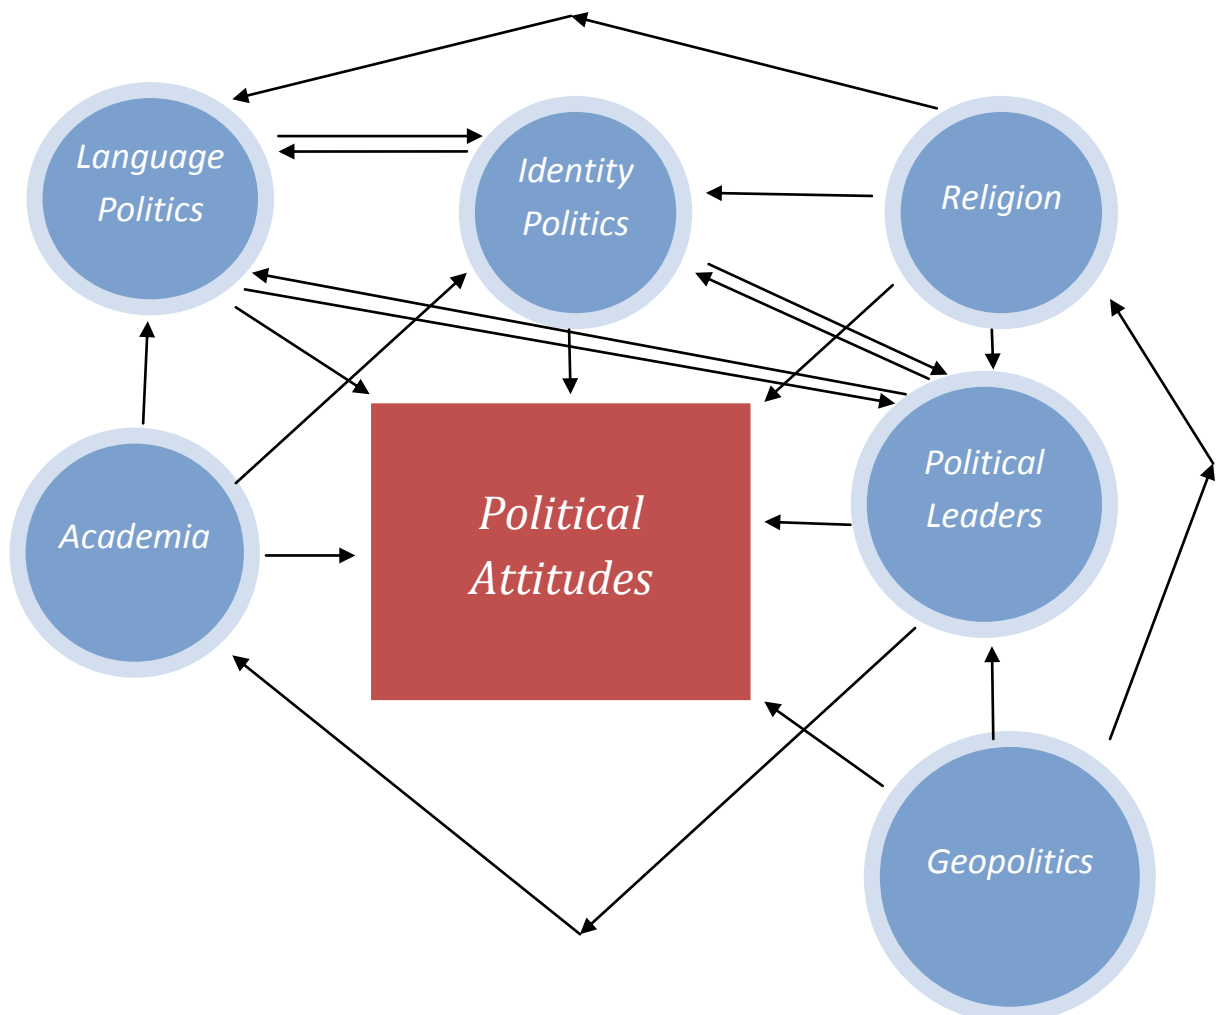 Language
Politics
Identity
Politics
Religion
Academia
Political
Attitudes
Political
Leaders
Geopolitics